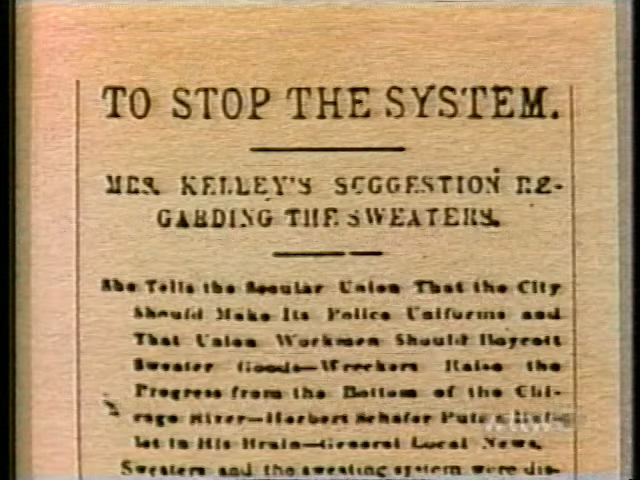 TO STOP THE SYSTEM.
MRS. KELLEY'S SUGGESTION RE-
GARDING THE SWEATERS.
She Tells the Secular Union That the City
Should Make Its Police Uniforms and
That Union Workmen Should Boycott
Sweater Goods—Wreckers Raise the
Progress from the Bottom of the Chi-
cago River—Herbert Schafer Puts a Bul-
let in His Brain—General Local News.
Sweaters and the sweating system were dis-